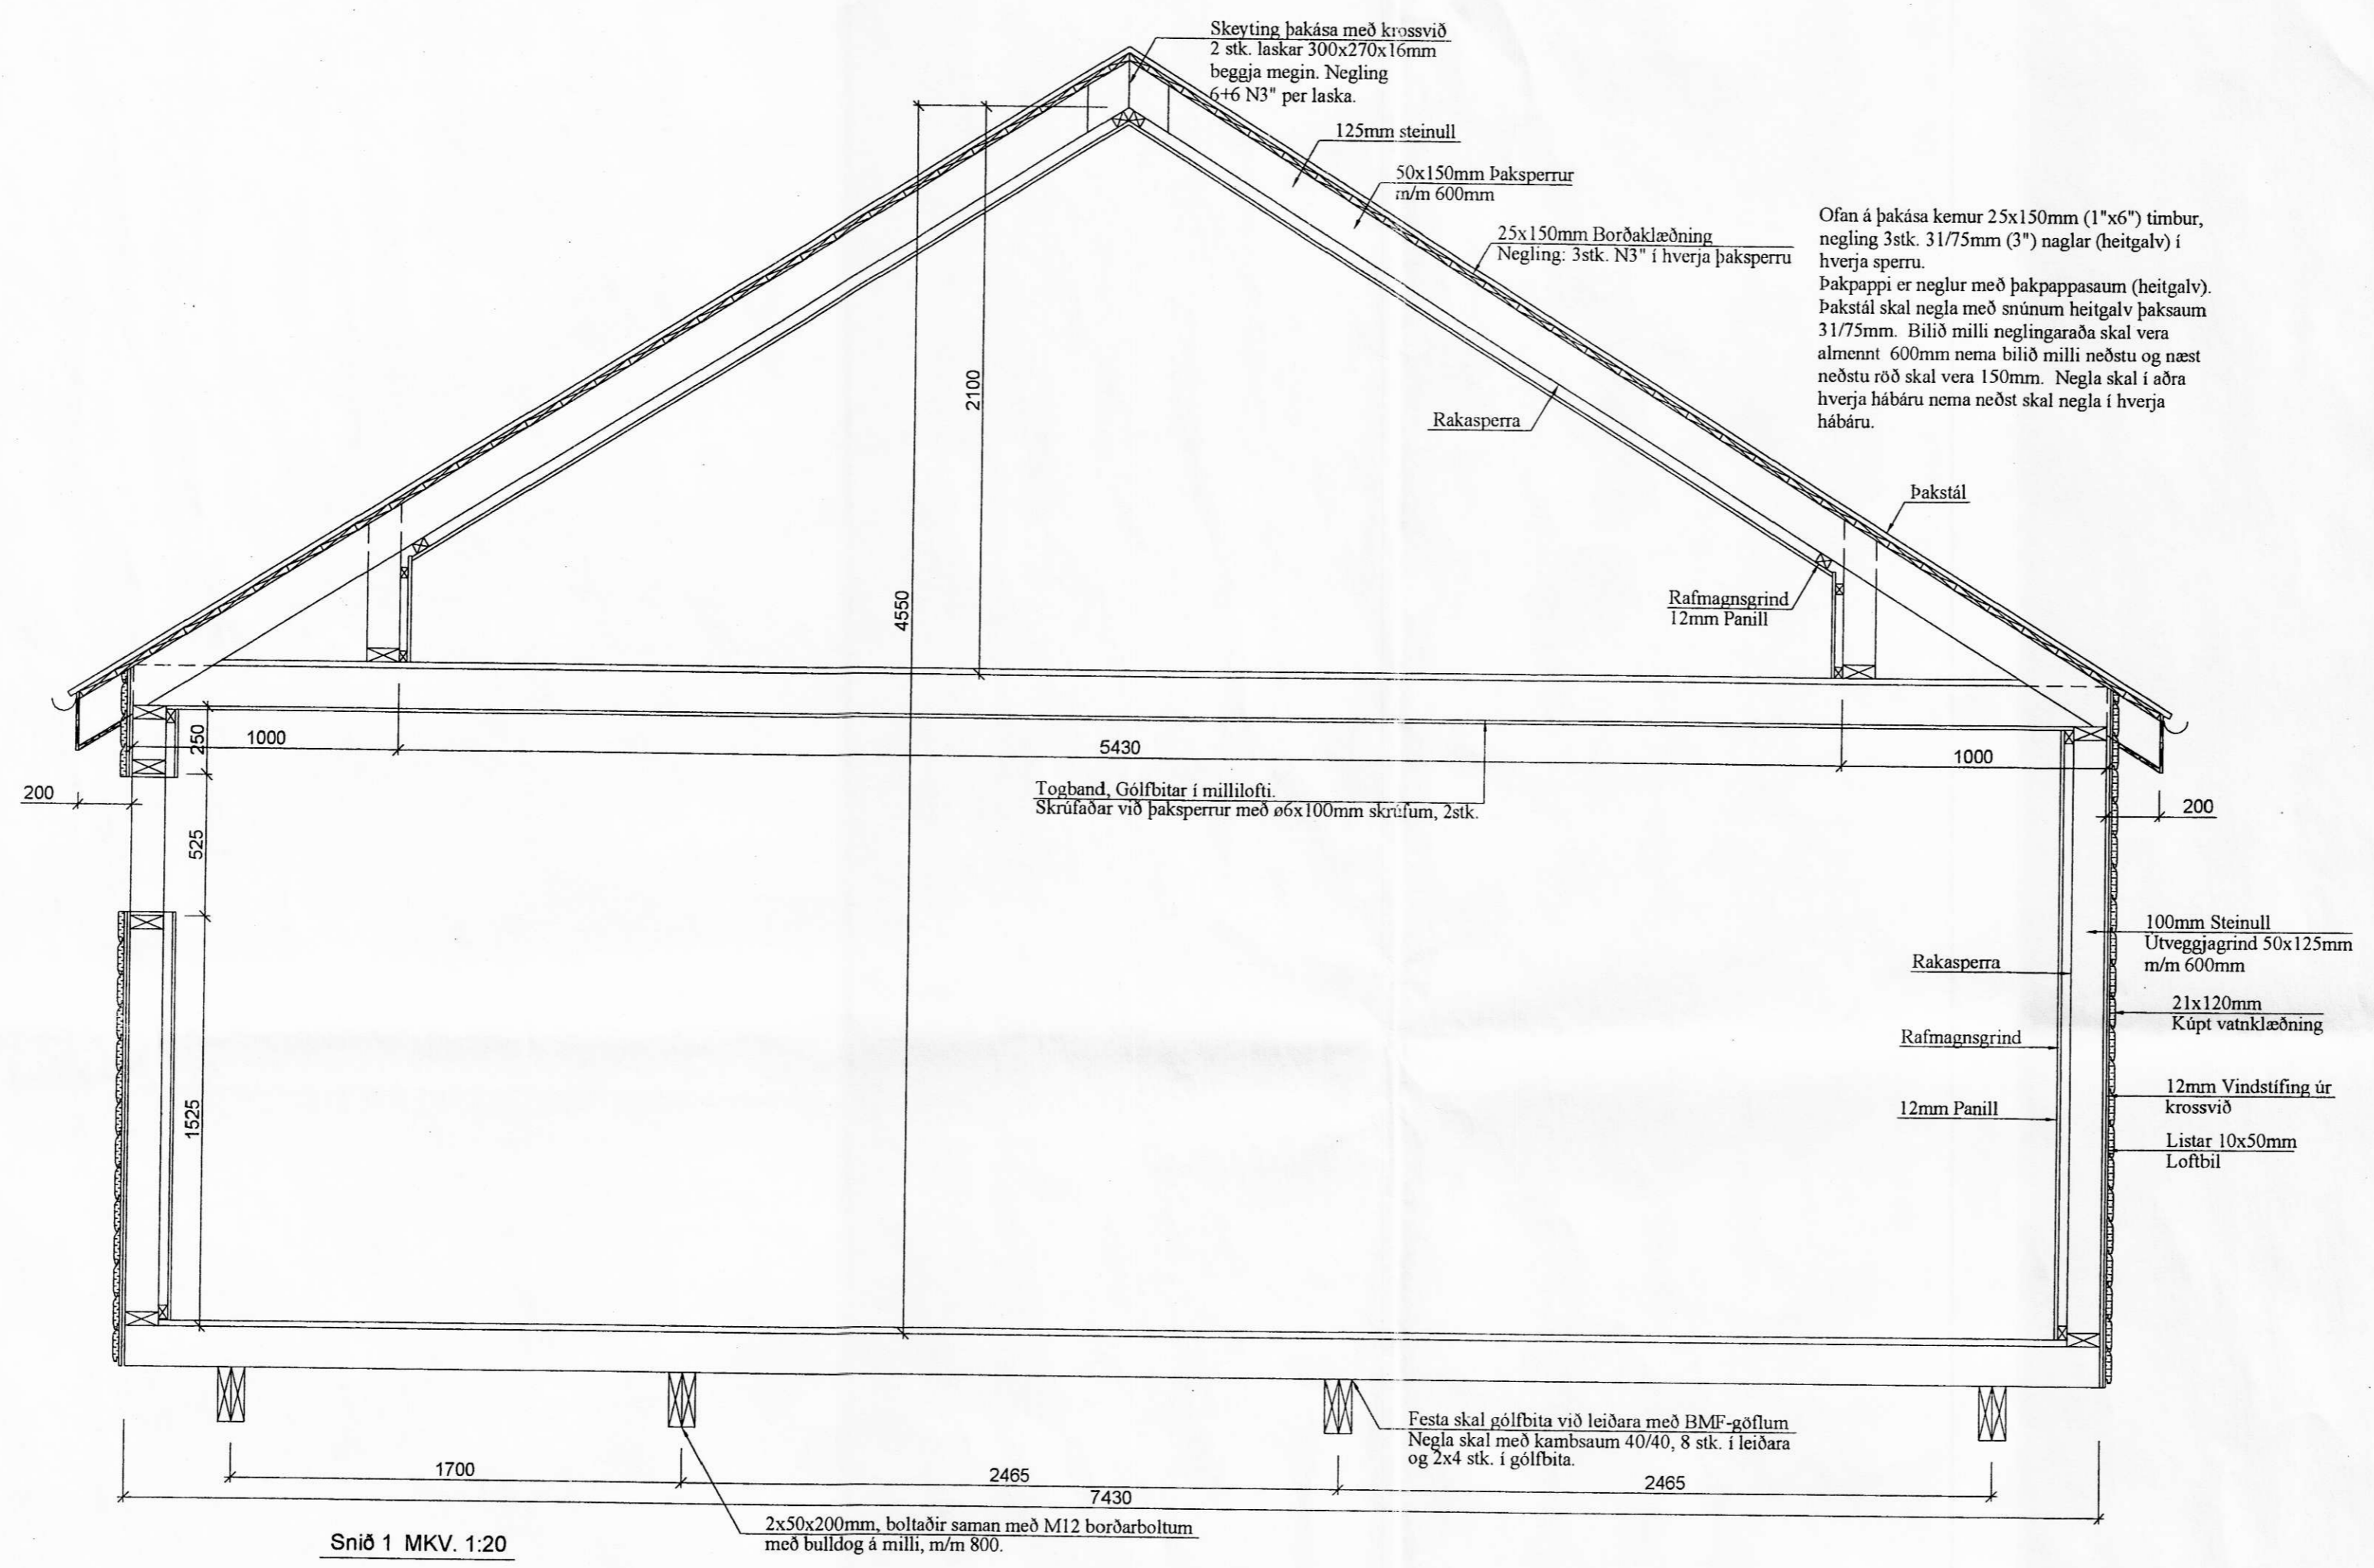 Skeyting þakása með krossvið
2 stk. laskar 300x270x16mm
beggja megin. Negling
6+6 N3" per laska.
125mm steinull
50x150mm Þaksperrur
m/m 600mm
25x150mm Borðaklæðning
Negling: 3stk. N3" í hverja þaksperru
Ofan á þakása kemur 25x150mm (1"x6") timbur,
negling 3stk. 31/75mm (3") naglar (heitgalv) í
hverja sperru.
Þakpappi er neglur með þakpappasaum (heitgalv).
Þakstál skal negla með snúnum heitgalv þaksaum
31/75mm. Bilið milli neglingaraða skal vera
almennt 600mm nema bilið milli neðstu og næst
neðstu röð skal vera 150mm. Negla skal í aðra
hverja hábáru nema neðst skal negla í hverja
hábáru.
2100
Rakasperra
Þakstál
4550
Rafmagnsgrind
12mm Panill
250
1000
5430
1000
200
Togband, Gólfbitar í millilofti.
Skrúfaðar við þaksperrur með ø6x100mm skrúfum, 2stk.
200
525
100mm Steinull
Útveggjagrind 50x125mm
m/m 600mm
Rakasperra
21x120mm
Kúpt vatnklæðning
Rafmagnsgrind
12mm Vindstífing úr
krossvið
12mm Panill
1525
Listar 10x50mm
Loftbil
Festa skal gólfbita við leiðara með BMF-göflum
Negla skal með kambsaum 40/40, 8 stk. í leiðara
og 2x4 stk. í gólfbita.
1700
2465
2465
7430
2x50x200mm, boltaðir saman með M12 borðarboltum
með bulldog á milli, m/m 800.
Snið 1 MKV. 1:20